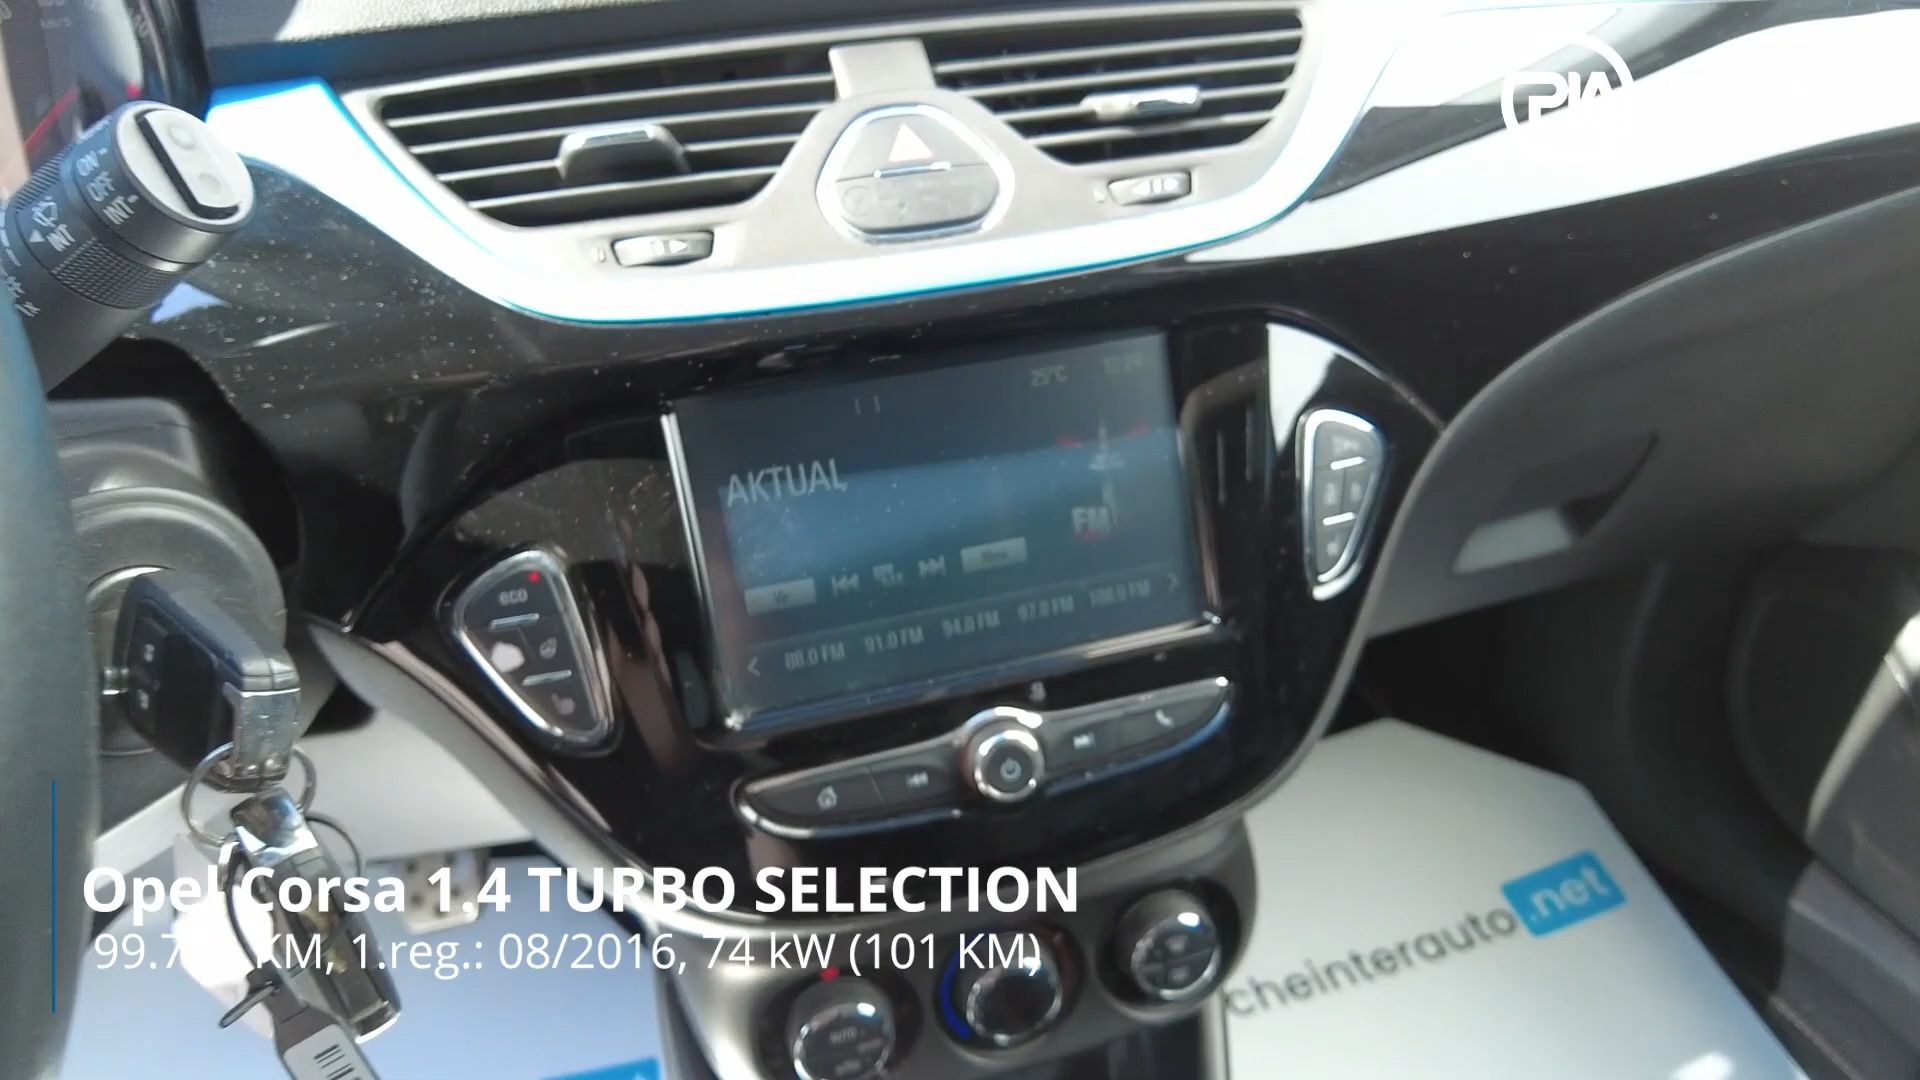 PIA
ON
OFF
INT
INT
25°C
AKTUAL
FM
eco
88.0 FM 91.0 FM 94.0 FM 97.0 FM 100.0 FM
AUTO
Opel Corsa 1.4 TURBO SELECTION
KM, 1.reg.: 08/2016, 74 kW (101 KM)
cheinterauto.net